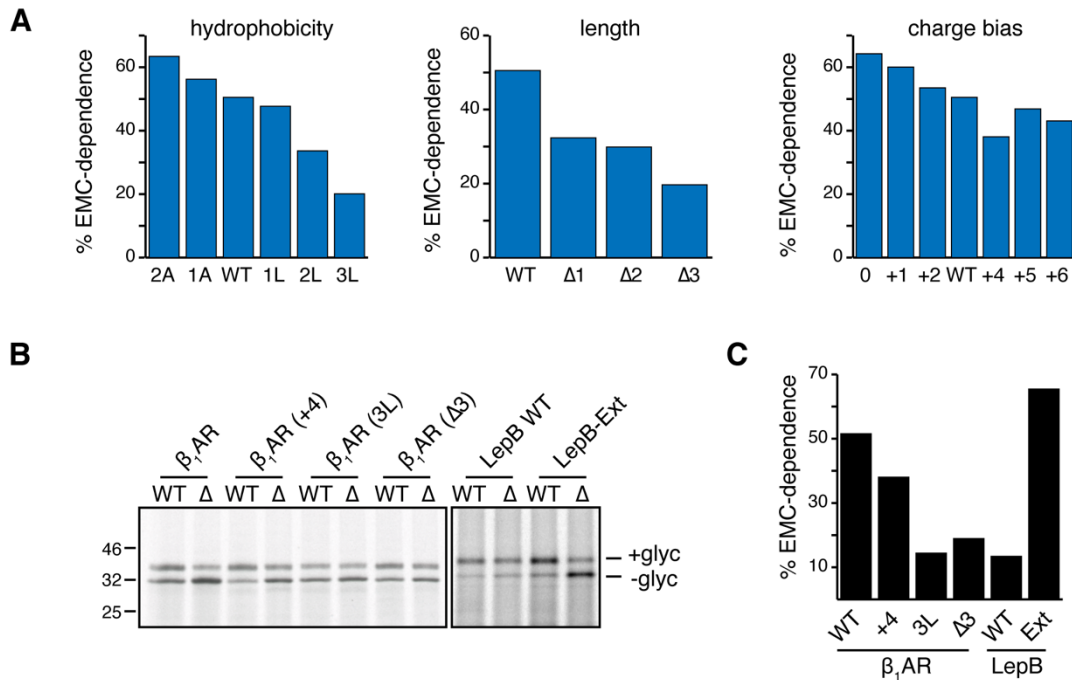 A
hydrophobicity
% EMC-dependence
60
40
20
0
2A 1A WT 1L 2L 3L
length
% EMC-dependence
60
40
20
0
WT Δ1 Δ2 Δ3
charge bias
% EMC-dependence
60
40
20
0
0 +1 +2 WT +4 +5 +6
B
β₁AR β₁AR (+4) β₁AR (3L) β₁AR (Δ3) LepB WT LepB-Ext
WT Δ WT Δ WT Δ WT Δ WT Δ WT Δ
46
32
25
+glyc
-glyc
C
% EMC-dependence
70
50
30
10
WT +4 3L Δ3 WT Ext
β₁AR LepB